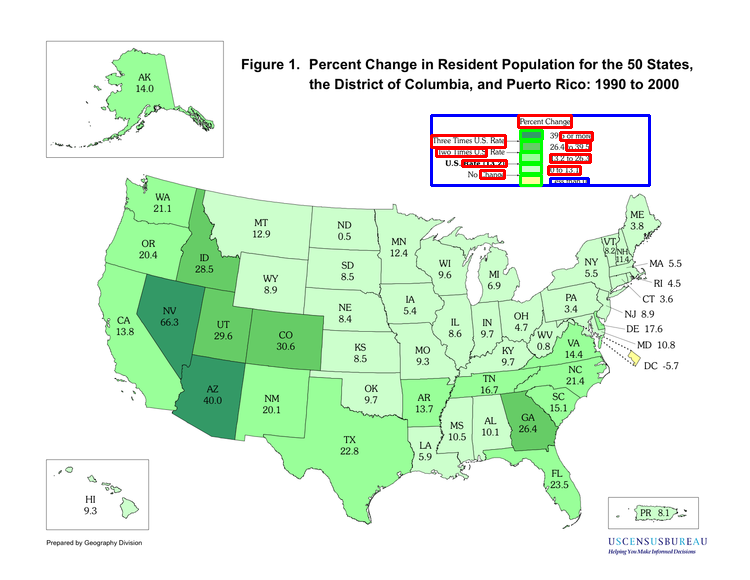 Figure 1. Percent Change in Resident Population for the 50 States,
the District of Columbia, and Puerto Rico: 1990 to 2000
AK
14.0
Percent Change
Three Times U.S. Rate
Two Times U.S. Rate
U.S. Rate (13.2)
No Change
39.6 or more
26.4 to 39.5
13.2 to 26.3
0 to 13.1
Less than 0
WA
21.1
OR
20.4
CA
13.8
ID
28.5
NV
66.3
UT
29.6
AZ
40.0
MT
12.9
WY
8.9
CO
30.6
NM
20.1
ND
0.5
SD
8.5
NE
8.4
KS
8.5
OK
9.7
TX
22.8
MN
12.4
IA
5.4
MO
9.3
AR
13.7
LA
5.9
WI
9.6
IL
8.6
MS
10.5
MI
6.9
IN
9.7
OH
4.7
KY
9.7
TN
16.7
AL
10.1
GA
26.4
FL
23.5
SC
15.1
NC
21.4
VA
14.4
WV
0.8
PA
3.4
NY
5.5
VT
8.2
NH
11.4
ME
3.8
MA 5.5
RI 4.5
CT 3.6
NJ 8.9
DE 17.6
MD 10.8
DC -5.7
HI
9.3
PR 8.1
Prepared by Geography Division
USCENSUSBUREAU
Helping You Make Informed Decisions